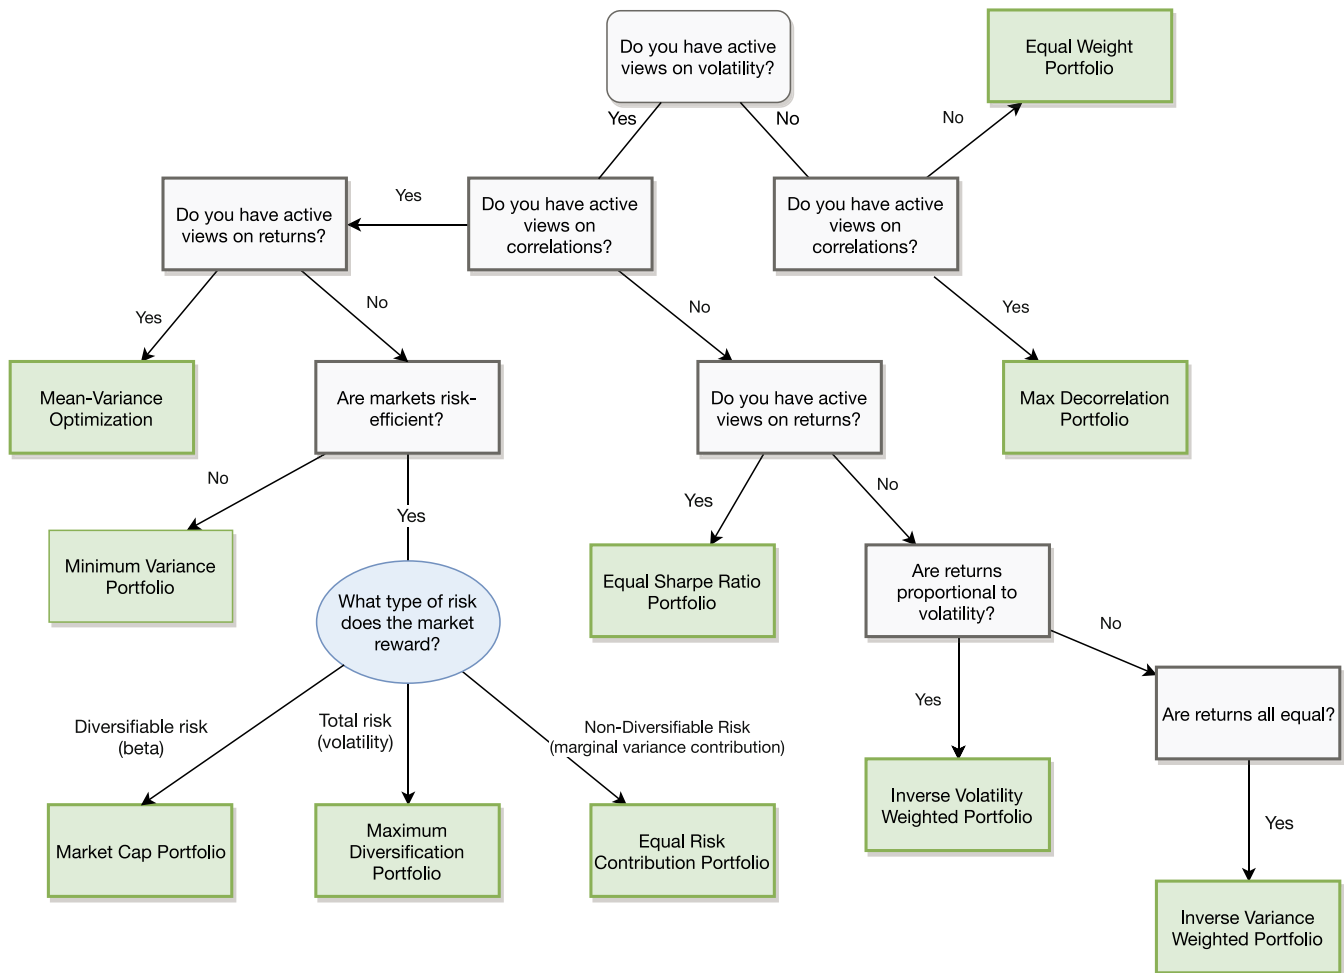 Do you have active
views on volatility?
Equal Weight
Portfolio
Yes
No
No
Do you have active
views on returns?
Yes
Do you have active
views on
correlations?
Do you have active
views on
correlations?
Yes
No
No
Yes
Mean-Variance
Optimization
Are markets risk-
efficient?
Do you have active
views on returns?
Max Decorrelation
Portfolio
No
Yes
Yes
No
Minimum Variance
Portfolio
What type of risk
does the market
reward?
Equal Sharpe Ratio
Portfolio
Are returns
proportional to
volatility?
No
Diversifiable risk
(beta)
Total risk
(volatility)
Non-Diversifiable Risk
(marginal variance contribution)
Yes
Are returns all equal?
Market Cap Portfolio
Maximum
Diversification
Portfolio
Equal Risk
Contribution Portfolio
Inverse Volatility
Weighted Portfolio
Yes
Inverse Variance
Weighted Portfolio